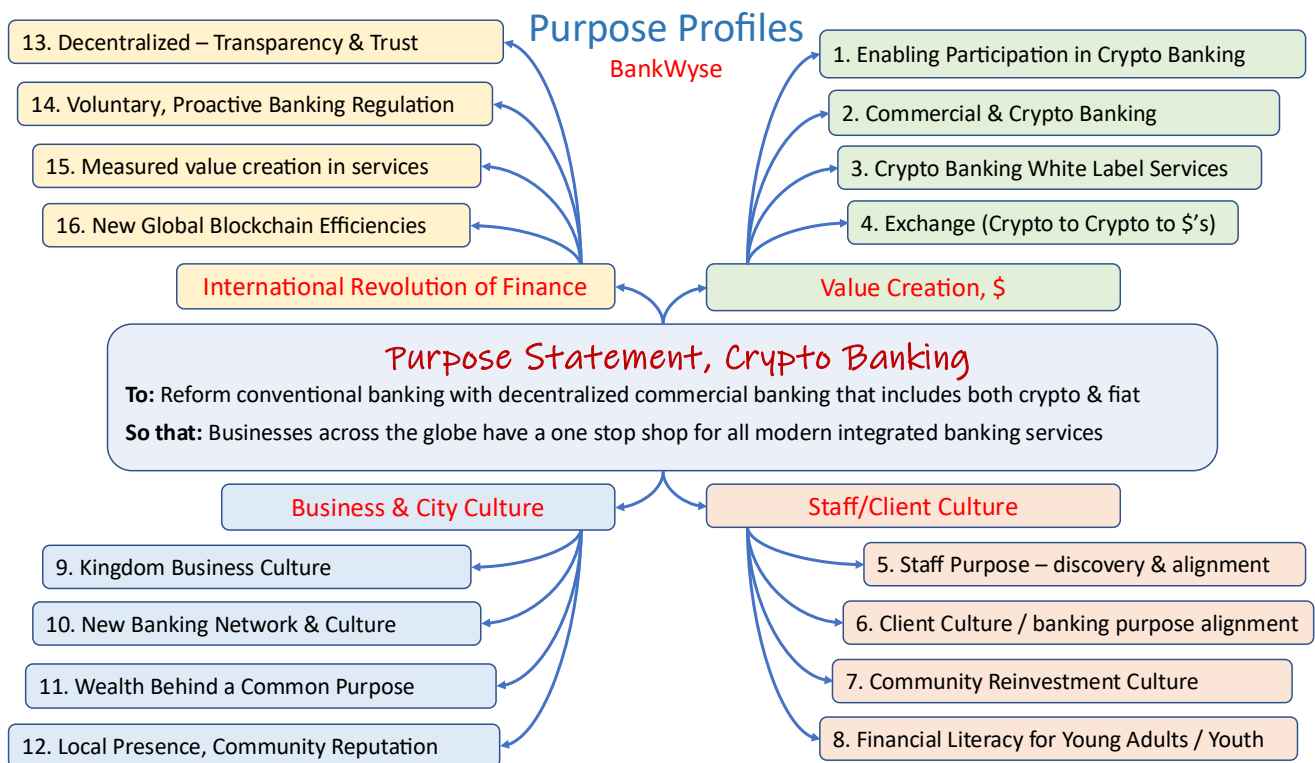 Purpose Profiles
BankWyse
13. Decentralized – Transparency & Trust
14. Voluntary, Proactive Banking Regulation
15. Measured value creation in services
16. New Global Blockchain Efficiencies
International Revolution of Finance
1. Enabling Participation in Crypto Banking
2. Commercial & Crypto Banking
3. Crypto Banking White Label Services
4. Exchange (Crypto to Crypto to $'s)
Value Creation, $
Purpose Statement, Crypto Banking
To: Reform conventional banking with decentralized commercial banking that includes both crypto & fiat
So that: Businesses across the globe have a one stop shop for all modern integrated banking services
Business & City Culture
9. Kingdom Business Culture
10. New Banking Network & Culture
11. Wealth Behind a Common Purpose
12. Local Presence, Community Reputation
Staff/Client Culture
5. Staff Purpose – discovery & alignment
6. Client Culture / banking purpose alignment
7. Community Reinvestment Culture
8. Financial Literacy for Young Adults / Youth